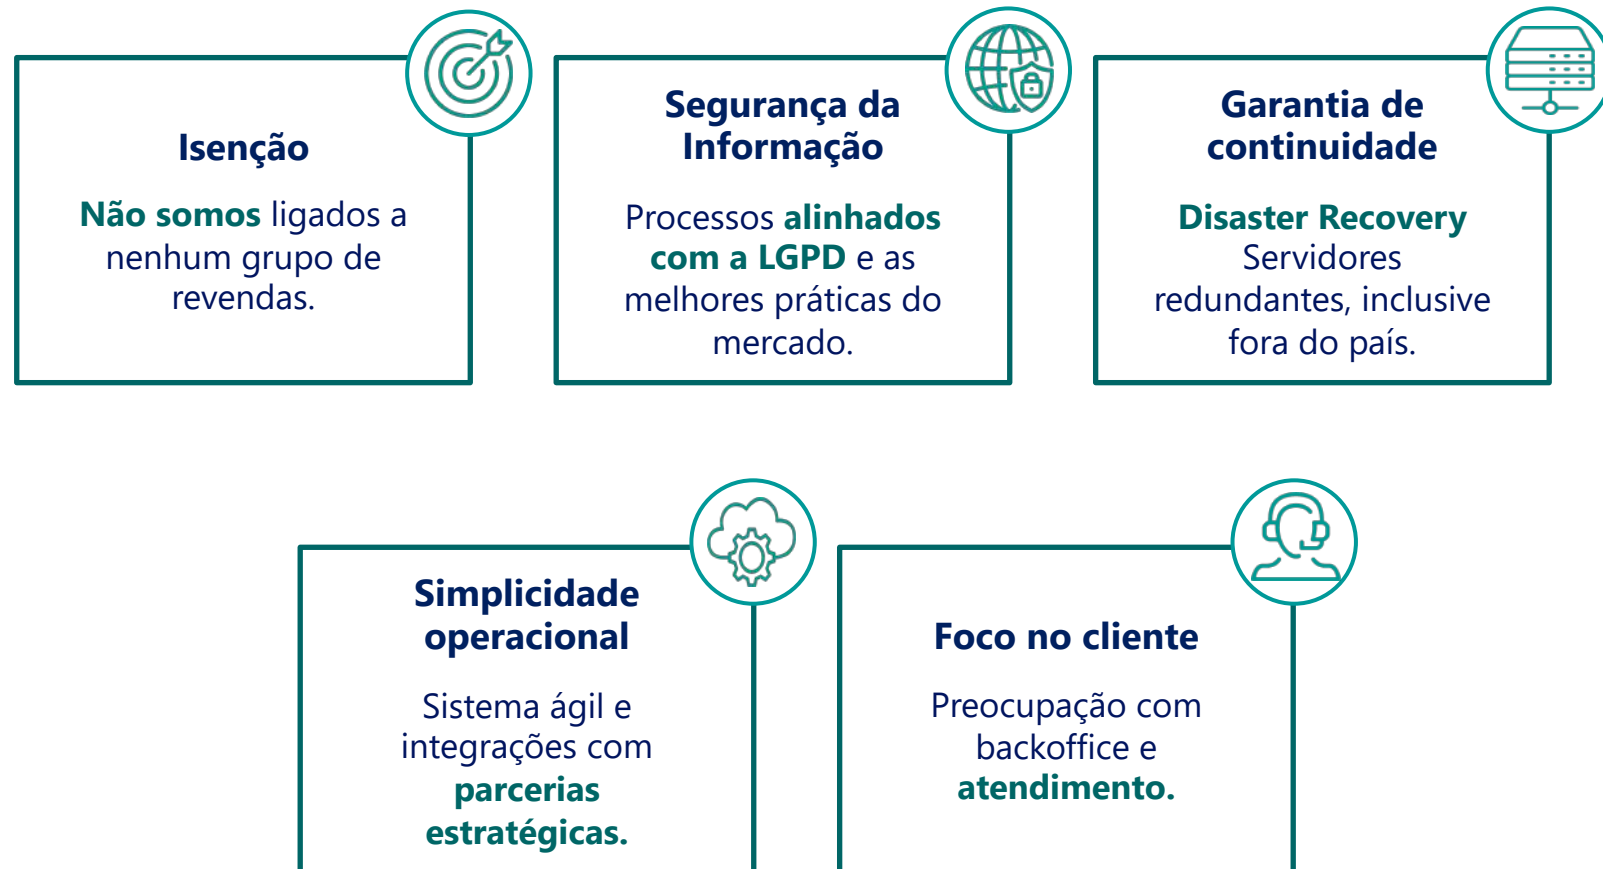 Isenção
Não somos ligados a
nenhum grupo de
revendas.
Segurança da
Informação
Processos alinhados
com a LGPD e as
melhores práticas do
mercado.
Garantia de
continuidade
Disaster Recovery
Servidores
redundantes, inclusive
fora do país.
Simplicidade
operacional
Sistema ágil e
integrações com
parcerias
estratégicas.
Foco no cliente
Preocupação com
backoffice e
atendimento.